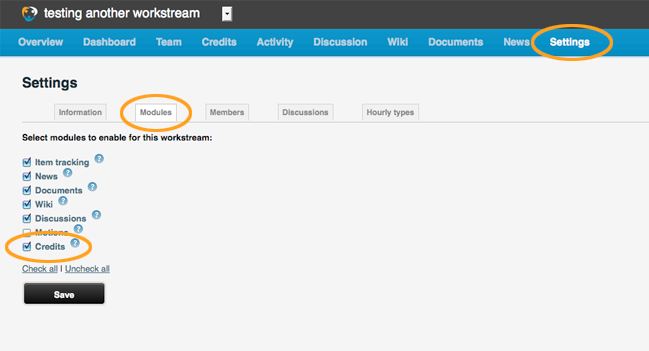 testing another workstream
Overview Dashboard Team Credits Activity Discussion Wiki Documents News Settings
Settings
Information Modules Members Discussions Hourly types
Select modules to enable for this workstream:
Item tracking ?
News ?
Documents ?
Wiki ?
Discussions ?
Motions ?
Credits ?
Check all | Uncheck all
Save